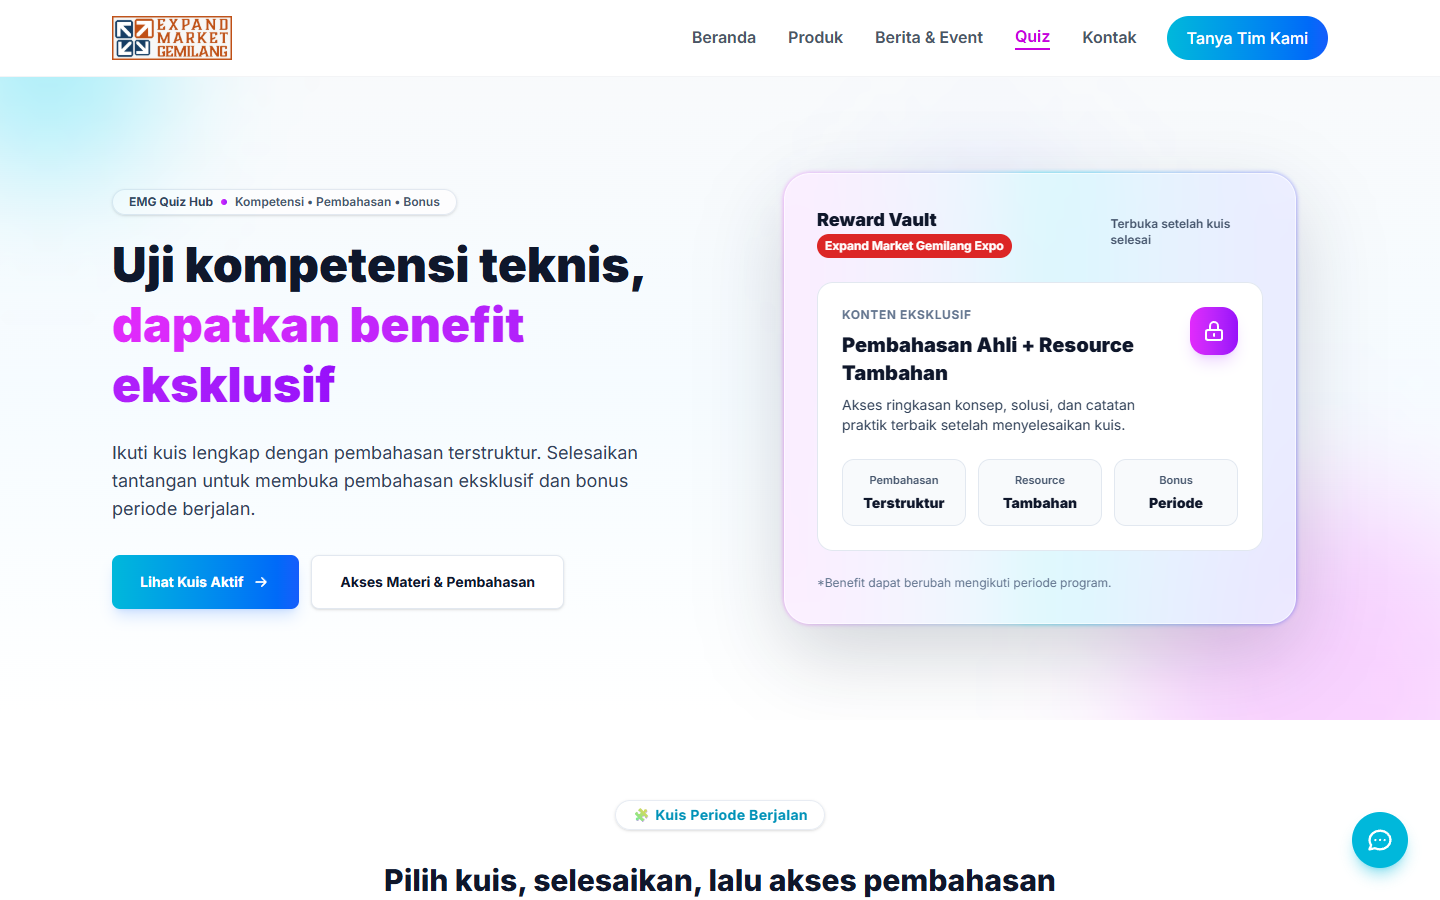 EXPAND
MARKET
GEMILANG
Beranda
Produk
Berita & Event
Quiz
Kontak
Tanya Tim Kami
EMG Quiz Hub • Kompetensi • Pembahasan • Bonus
Uji kompetensi teknis,
dapatkan benefit
eksklusif
Ikuti kuis lengkap dengan pembahasan terstruktur. Selesaikan
tantangan untuk membuka pembahasan eksklusif dan bonus
periode berjalan.
Lihat Kuis Aktif →
Akses Materi & Pembahasan
Reward Vault
Expand Market Gemilang Expo
Terbuka setelah kuis
selesai
KONTEN EKSKLUSIF
Pembahasan Ahli + Resource
Tambahan
Akses ringkasan konsep, solusi, dan catatan
praktik terbaik setelah menyelesaikan kuis.
Pembahasan
Terstruktur
Resource
Tambahan
Bonus
Periode
*Benefit dapat berubah mengikuti periode program.
Kuis Periode Berjalan
Pilih kuis, selesaikan, lalu akses pembahasan